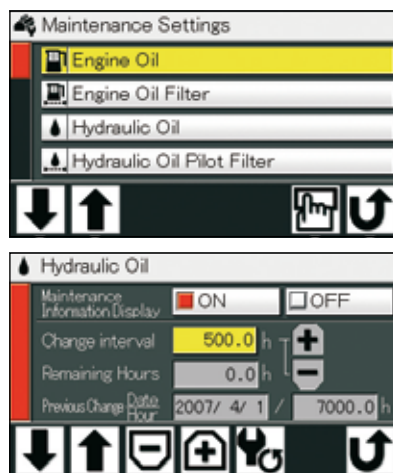 Maintenance Settings
Engine Oil
Engine Oil Filter
Hydraulic Oil
Hydraulic Oil Pilot Filter
Hydraulic Oil
Maintenance
Information Display ON OFF
Change interval 500.0 h
Remaining Hours 0.0 h
Previous Change Date Hour 2007/ 4/ 1 / 7000.0 h